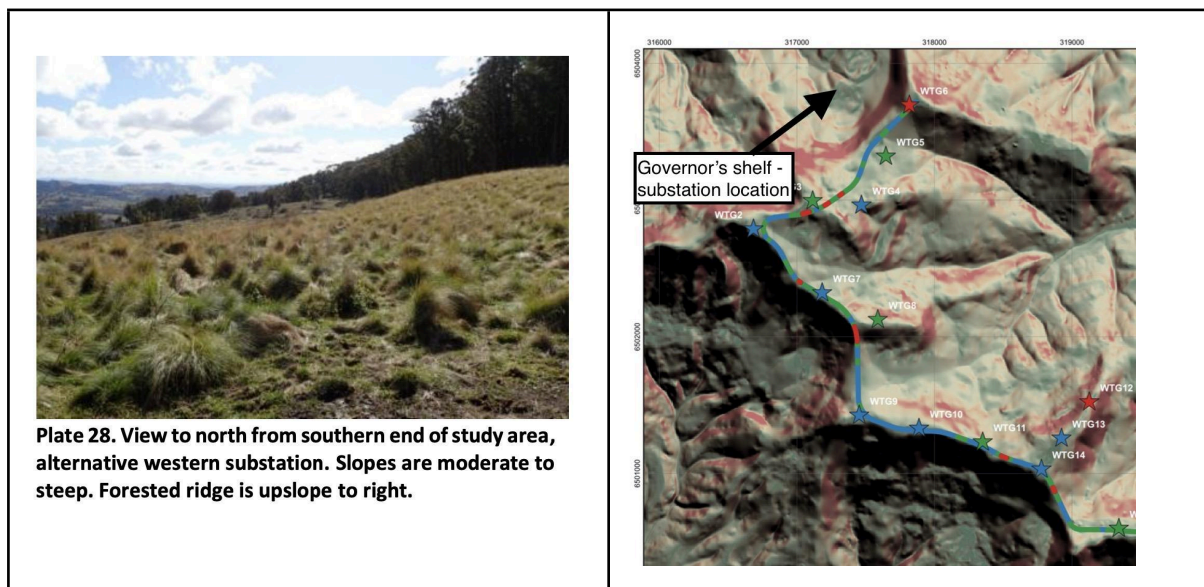 Plate 28. View to north from southern end of study area,
alternative western substation. Slopes are moderate to
steep. Forested ridge is upslope to right.
316000 317000 318000 319000
6504000
WTG6
WTG5
Governor's shelf -
substation location
WTG4
WTG2
WTG7
WTG8
6502000
WTG12
WTG9
WTG10
WTG13
WTG11
WTG14
6501000